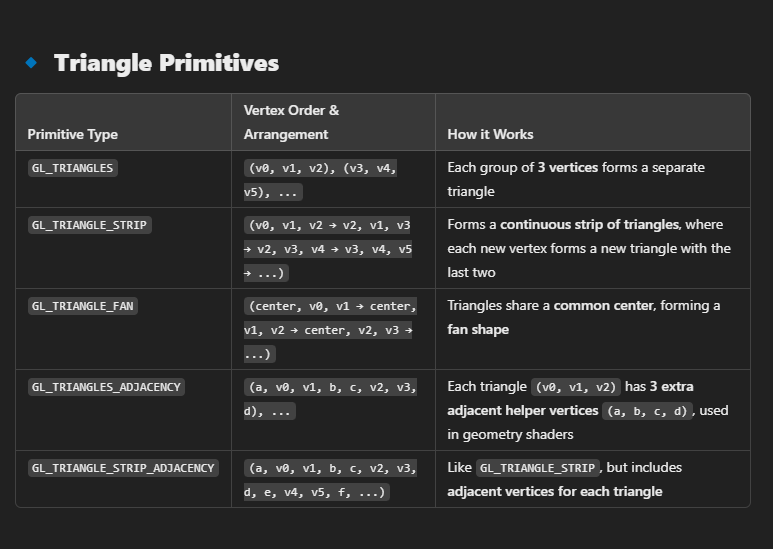 Triangle Primitives
Primitive Type
Vertex Order &
Arrangement
How it Works
GL_TRIANGLES
(v0, v1, v2), (v3, v4,
v5), ...
Each group of 3 vertices forms a separate
triangle
GL_TRIANGLE_STRIP
(v0, v1, v2 → v2, v1, v3
→ v2, v3, v4 → v3, v4, v5
→ ...)
Forms a continuous strip of triangles, where
each new vertex forms a new triangle with the
last two
GL_TRIANGLE_FAN
(center, v0, v1 → center,
v1, v2 → center, v2, v3 →
...)
Triangles share a common center, forming a
fan shape
GL_TRIANGLES_ADJACENCY
(a, v0, v1, b, c, v2, v3,
d), ...
Each triangle (v0, v1, v2) has 3 extra
adjacent helper vertices (a, b, c, d), used
in geometry shaders
GL_TRIANGLE_STRIP_ADJACENCY
(a, v0, v1, b, c, v2, v3,
d, e, v4, v5, f, ...)
Like GL_TRIANGLE_STRIP, but includes
adjacent vertices for each triangle